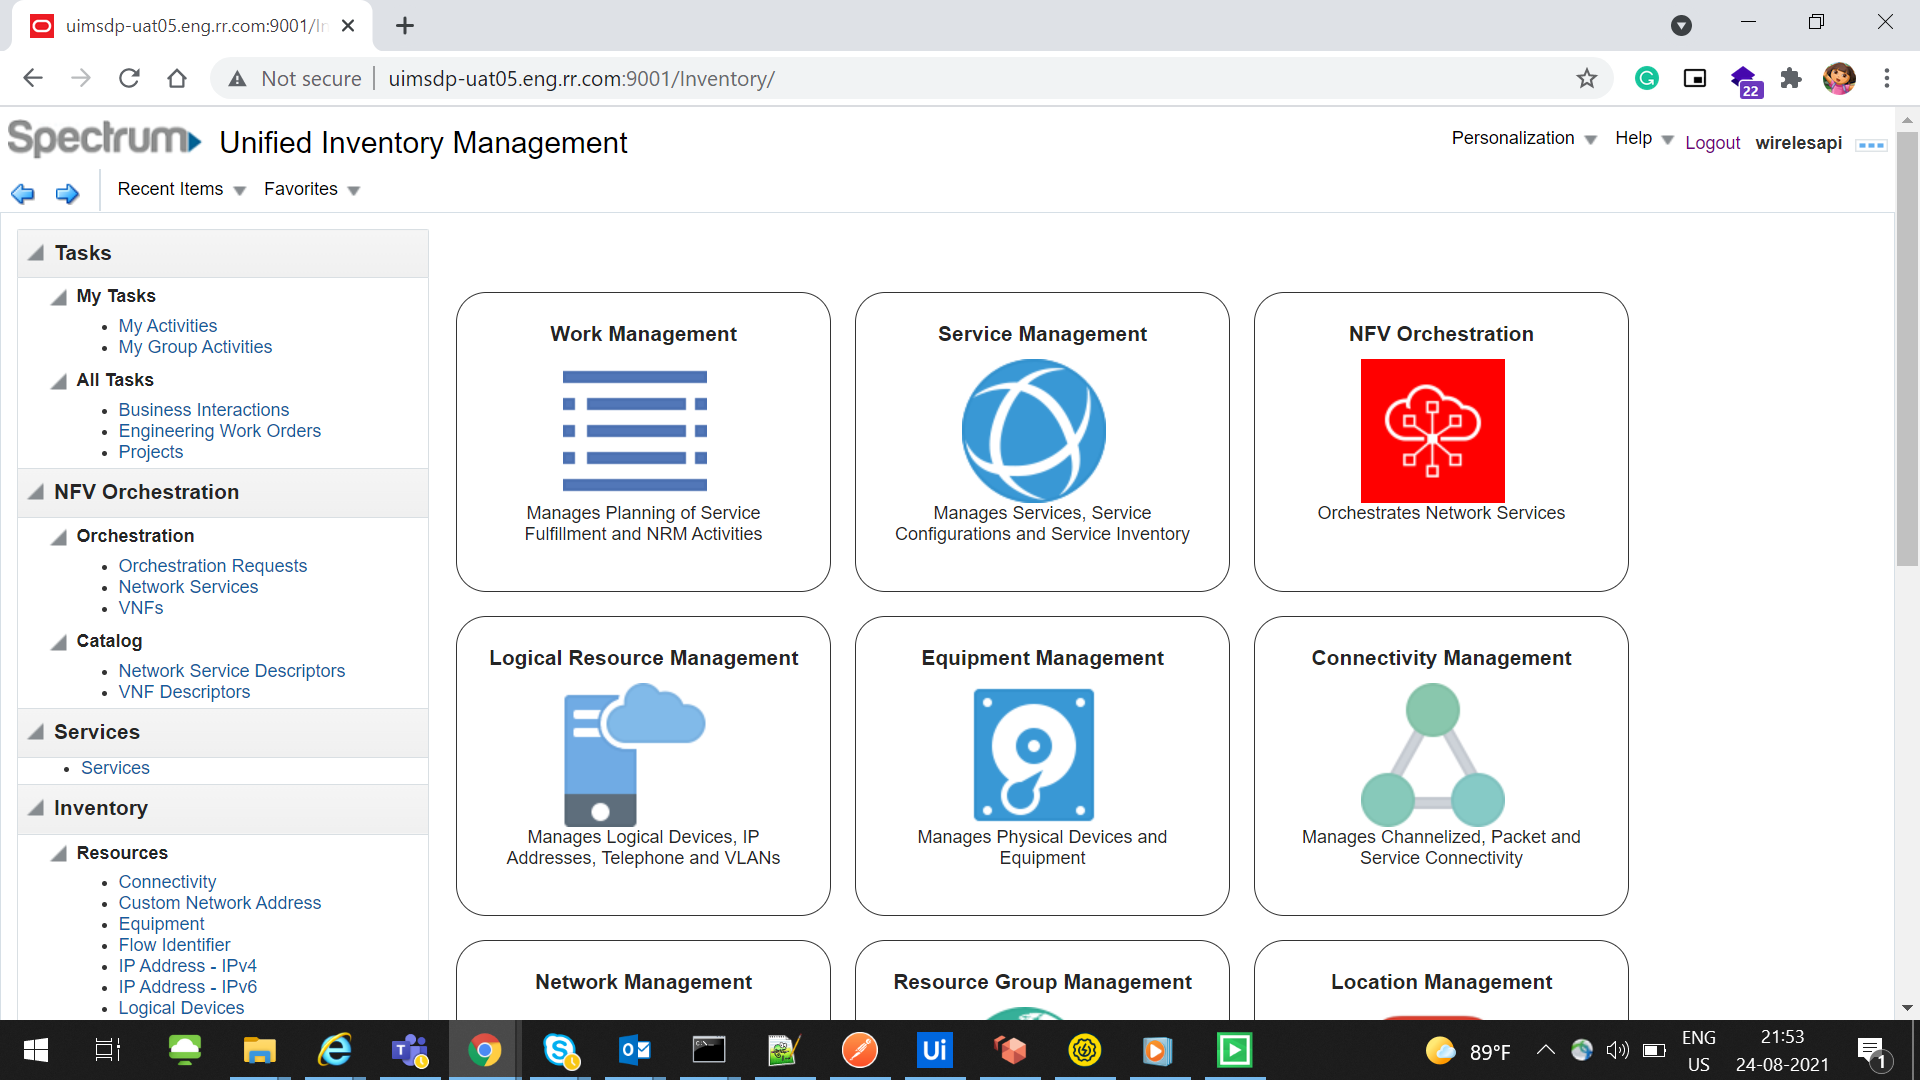 uimsdp-uat05.eng.rr.com:9001/In
Not secure
uimsdp-uat05.eng.rr.com:9001/Inventory/
22
Spectrum
Unified Inventory Management
Personalization
Help
Logout
wirelesapi
Recent Items
Favorites
Tasks
My Tasks
My Activities
My Group Activities
All Tasks
Business Interactions
Engineering Work Orders
Projects
NFV Orchestration
Orchestration
Orchestration Requests
Network Services
VNFs
Catalog
Network Service Descriptors
VNF Descriptors
Services
Services
Inventory
Resources
Connectivity
Custom Network Address
Equipment
Flow Identifier
IP Address - IPv4
IP Address - IPv6
Logical Devices
Work Management
Manages Planning of Service
Fulfillment and NRM Activities
Service Management
Manages Services, Service
Configurations and Service Inventory
NFV Orchestration
Orchestrates Network Services
Logical Resource Management
Manages Logical Devices, IP
Addresses, Telephone and VLANs
Equipment Management
Manages Physical Devices and
Equipment
Connectivity Management
Manages Channelized, Packet and
Service Connectivity
Network Management
Resource Group Management
Location Management
Ui
89°F
ENG
US
21:53
24-08-2021
1